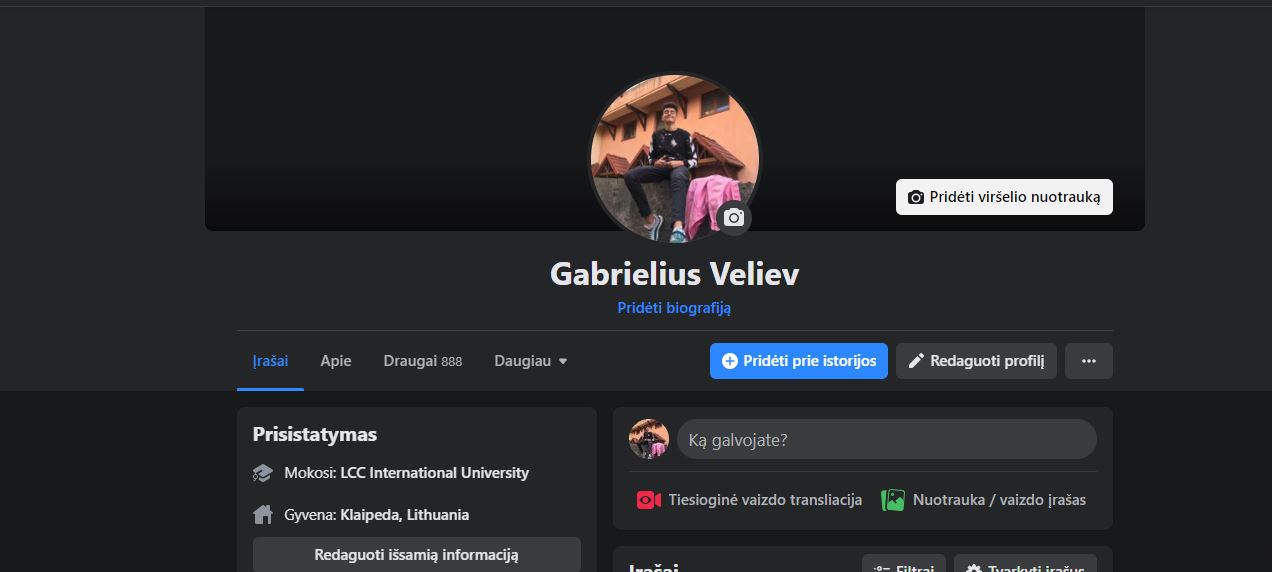 Pridėti viršelio nuotrauką
Gabrielius Veliev
Pridėti biografiją
Įrašai Apie Draugai 888 Daugiau
Pridėti prie istorijos Redaguoti profilį
Prisistatymas
Mokosi: LCC International University
Gyvena: Klaipeda, Lithuania
Redaguoti išsamią informaciją
Ką galvojate?
Tiesioginė vaizdo transliacija Nuotrauka / vaizdo įrašas
Įrašai Filtrai Tvarkyti įrašus